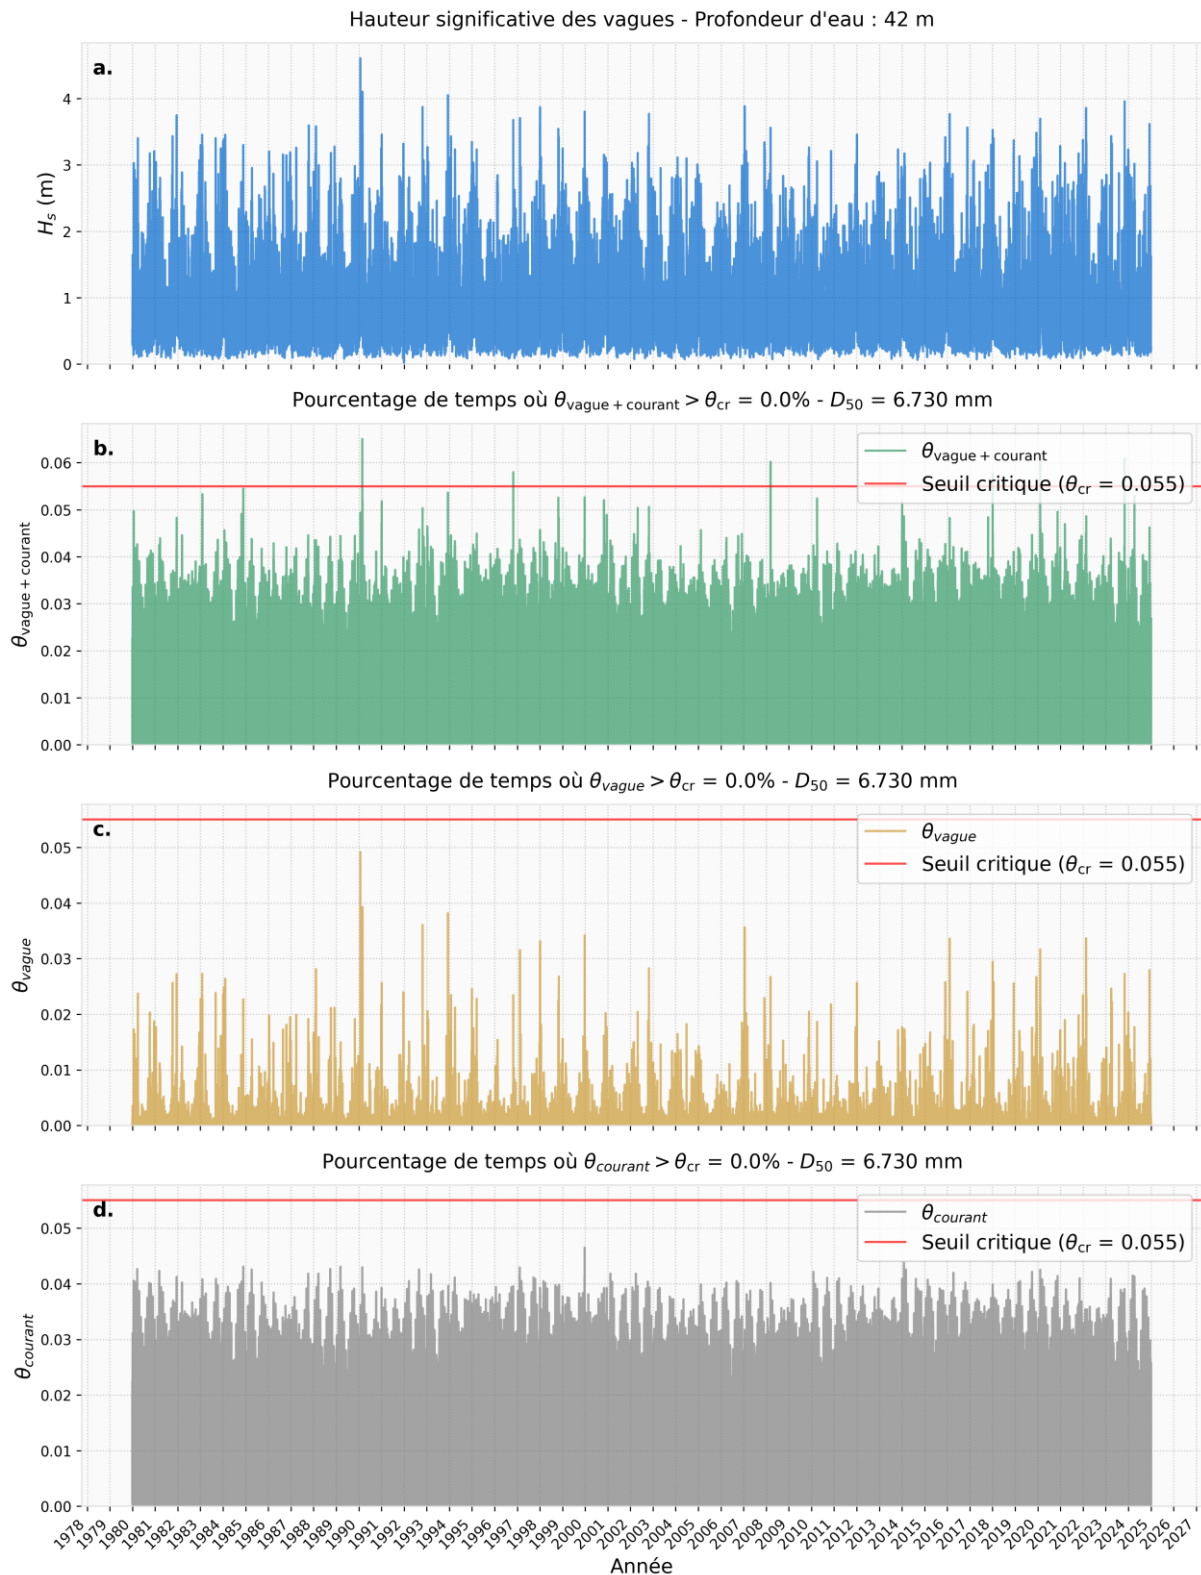 Hauteur significative des vagues - Profondeur d'eau : 42 m
a.
4
3
2
1
0
H_s (m)
Pourcentage de temps où θ_vague + courant > θ_cr = 0.0% - D_50 = 6.730 mm
b.
θ_vague + courant
Seuil critique (θ_cr = 0.055)
0.06
0.05
0.04
0.03
0.02
0.01
0.00
θ_vague + courant
Pourcentage de temps où θ_vague > θ_cr = 0.0% - D_50 = 6.730 mm
c.
θ_vague
Seuil critique (θ_cr = 0.055)
0.05
0.04
0.03
0.02
0.01
0.00
θ_vague
Pourcentage de temps où θ_courant > θ_cr = 0.0% - D_50 = 6.730 mm
d.
θ_courant
Seuil critique (θ_cr = 0.055)
0.05
0.04
0.03
0.02
0.01
0.00
θ_courant
1978 1979 1980 1981 1982 1983 1984 1985 1986 1987 1988 1989 1990 1991 1992 1993 1994 1995 1996 1997 1998 1999 2000 2001 2002 2003 2004 2005 2006 2007 2008 2009 2010 2011 2012 2013 2014 2015 2016 2017 2018 2019 2020 2021 2022 2023 2024 2025 2026 2027
Année